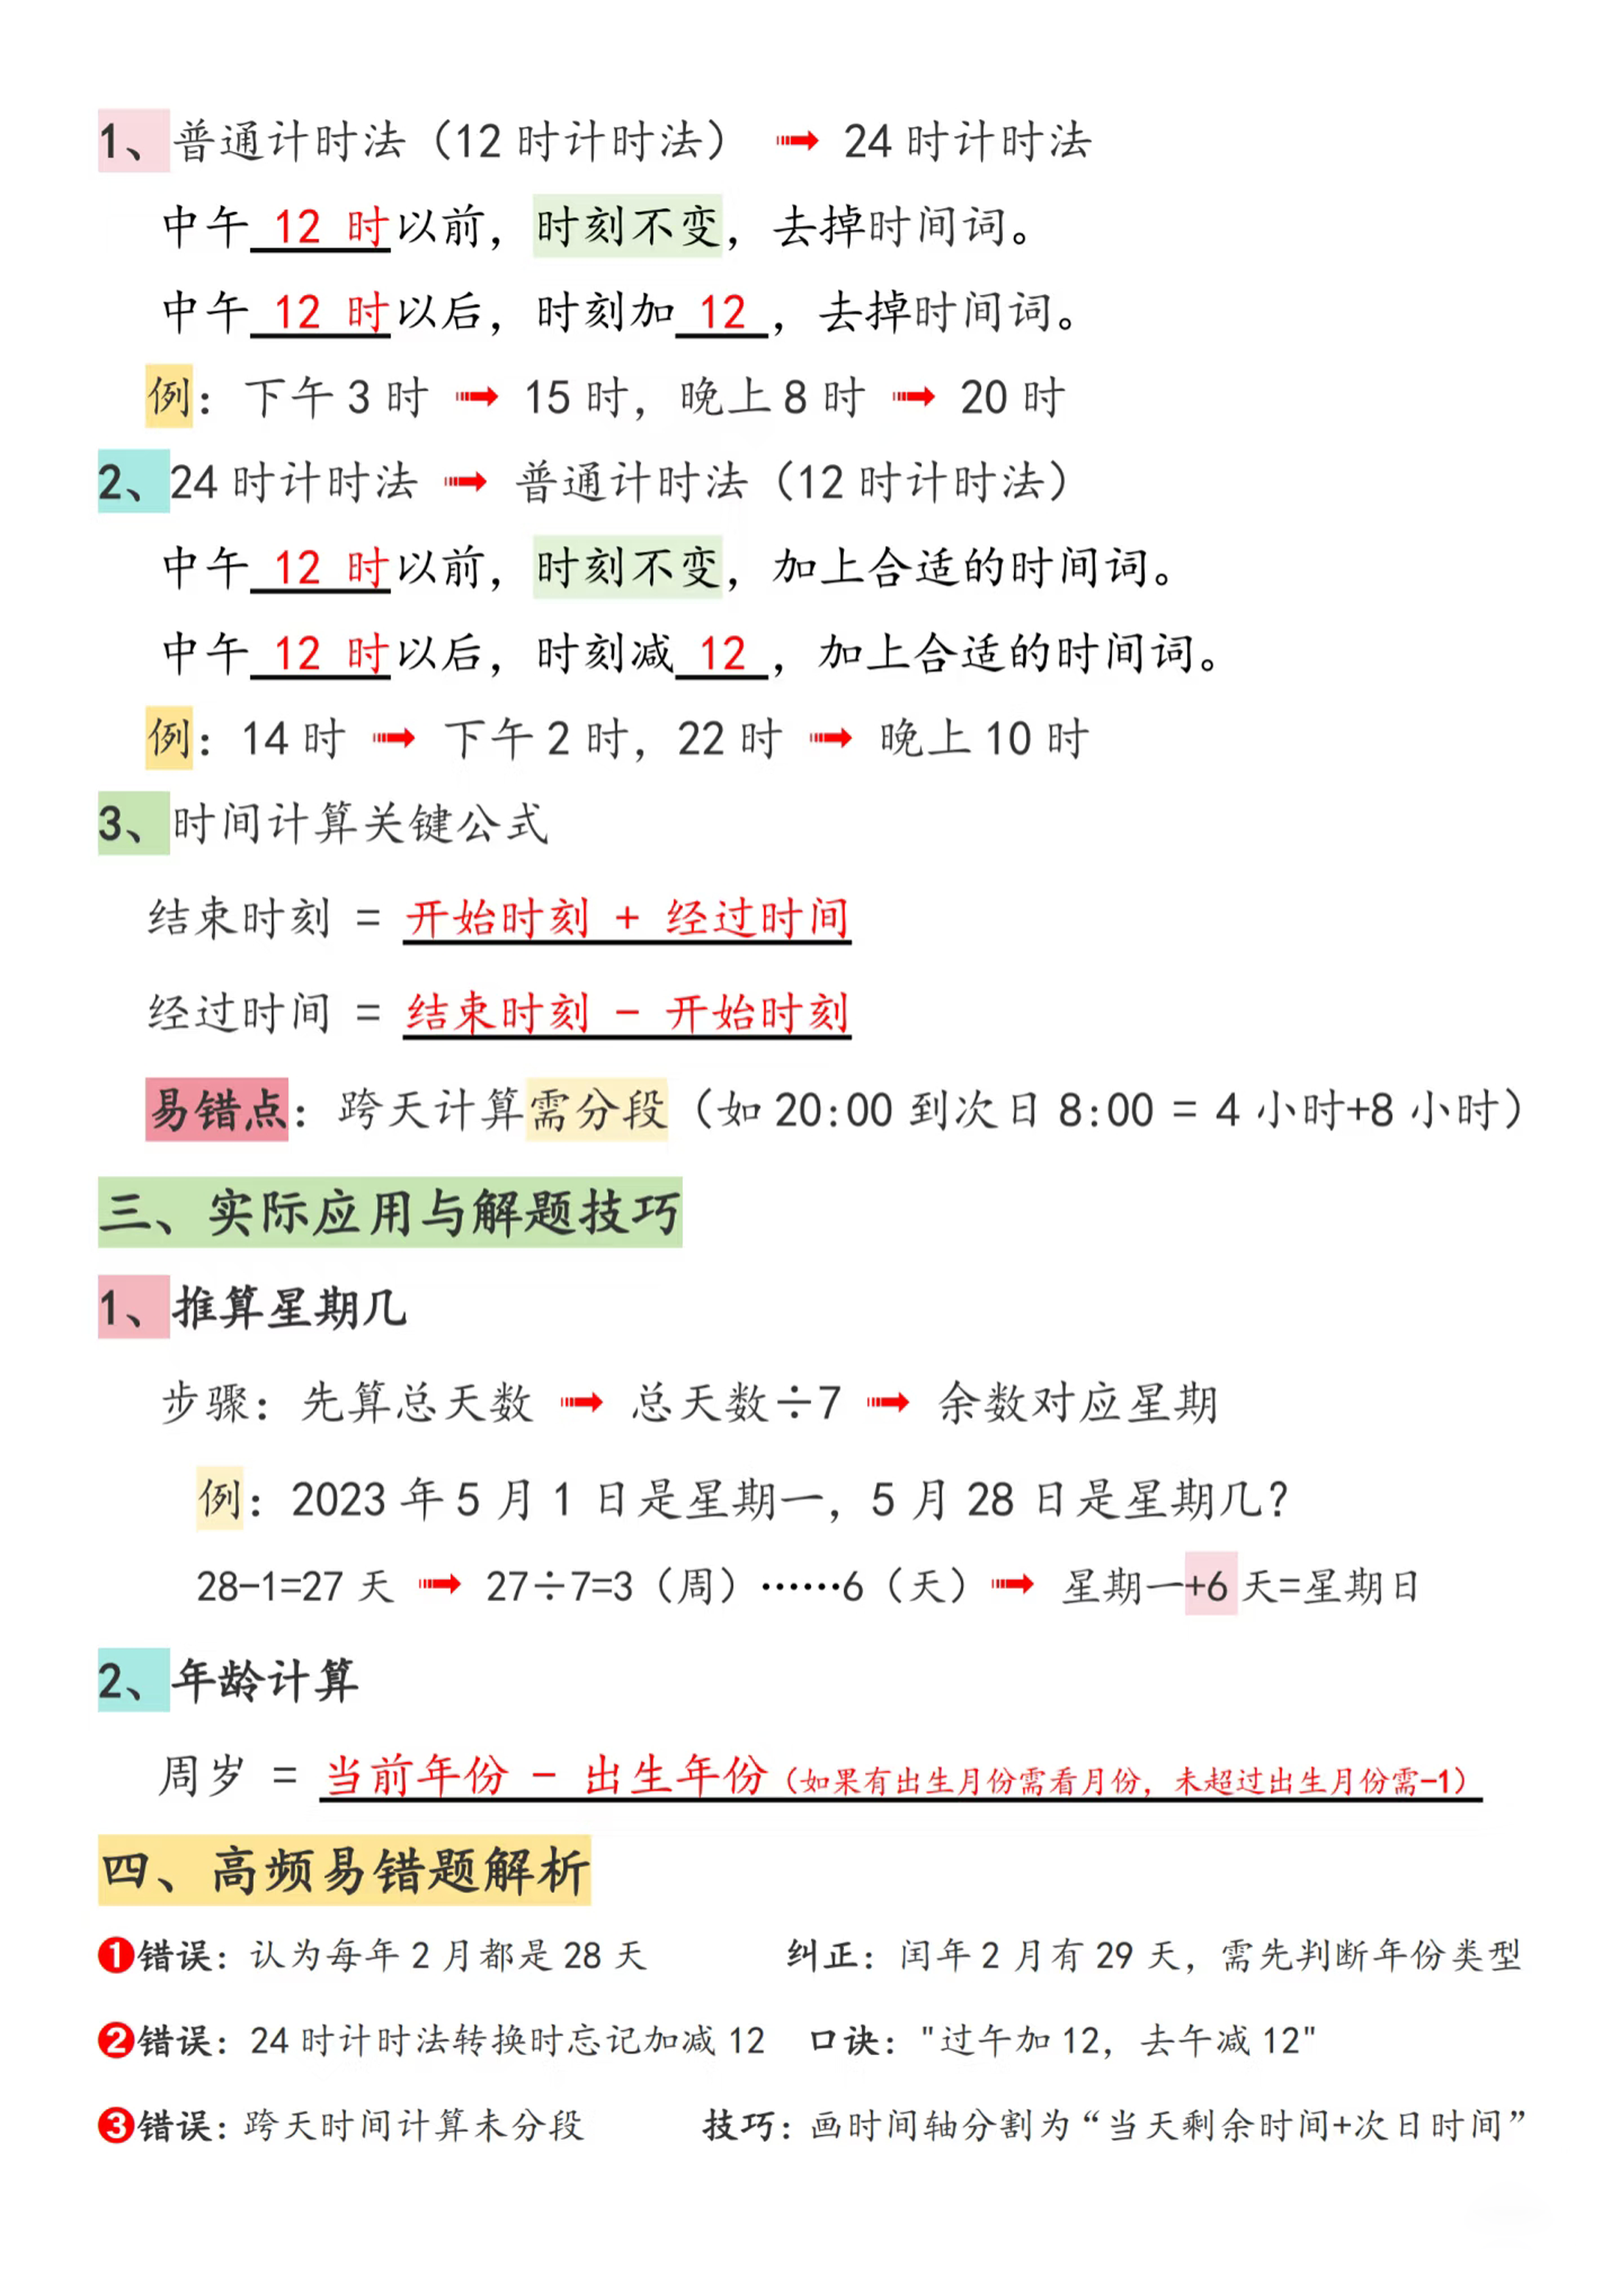 1、普通计时法（12 时计时法） ➟ 24 时计时法
中午 12 时以前，时刻不变，去掉时间词。
中午 12 时以后，时刻加 12 ，去掉时间词。
例：下午 3 时 ➟ 15 时，晚上 8 时 ➟ 20 时
2、24 时计时法 ➟ 普通计时法（12 时计时法）
中午 12 时以前，时刻不变，加上合适的时间词。
中午 12 时以后，时刻减 12 ，加上合适的时间词。
例：14 时 ➟ 下午 2 时，22 时 ➟ 晚上 10 时
3、时间计算关键公式
结束时刻 = 开始时刻 + 经过时间
经过时间 = 结束时刻 - 开始时刻
易错点：跨天计算需分段（如 20:00 到次日 8:00 = 4 小时+8 小时）
三、实际应用与解题技巧
1、推算星期几
步骤：先算总天数 ➟ 总天数÷7 ➟ 余数对应星期
例：2023 年 5 月 1 日是星期一，5 月 28 日是星期几？
28-1=27 天 ➟ 27÷7=3（周）……6（天） ➟ 星期一+6 天=星期日
2、年龄计算
周岁 = 当前年份 - 出生年份（如果有出生月份需看月份，未超过出生月份需-1）
四、高频易错题解析
❶错误：认为每年 2 月都是 28 天 纠正：闰年 2 月有 29 天，需先判断年份类型
❷错误：24 时计时法转换时忘记加减 12 口诀："过午加 12，去午减 12"
❸错误：跨天时间计算未分段 技巧：画时间轴分割为“当天剩余时间+次日时间”